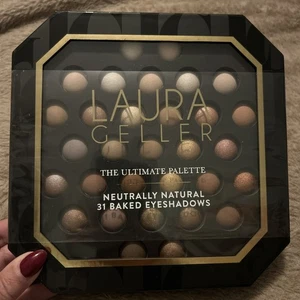 LAURA
GELLER
THE ULTIMATE PALETTE
NEUTRALLY NATURAL
31 BAKED EYESHADOWS